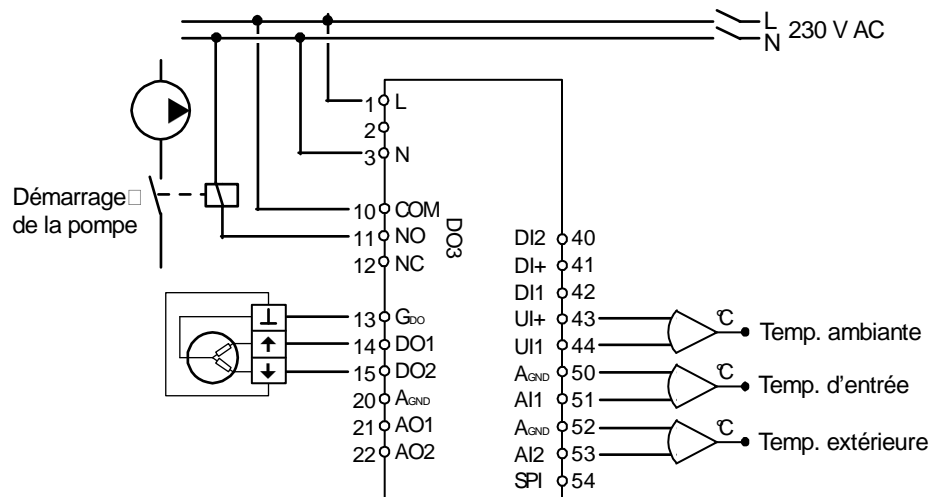 L
N
230 V AC
1 L
2
3 N
Démarrage
de la pompe
10 COM
11 NO
12 NC
DO3
13 GDO
14 DO1
15 DO2
20 AGND
21 AO1
22 AO2
DI2 40
DI+ 41
DI1 42
UI+ 43
UI1 44
AGND 50
AI1 51
AGND 52
AI2 53
SPI 54
°C
Temp. ambiante
°C
Temp. d'entrée
°C
Temp. extérieure